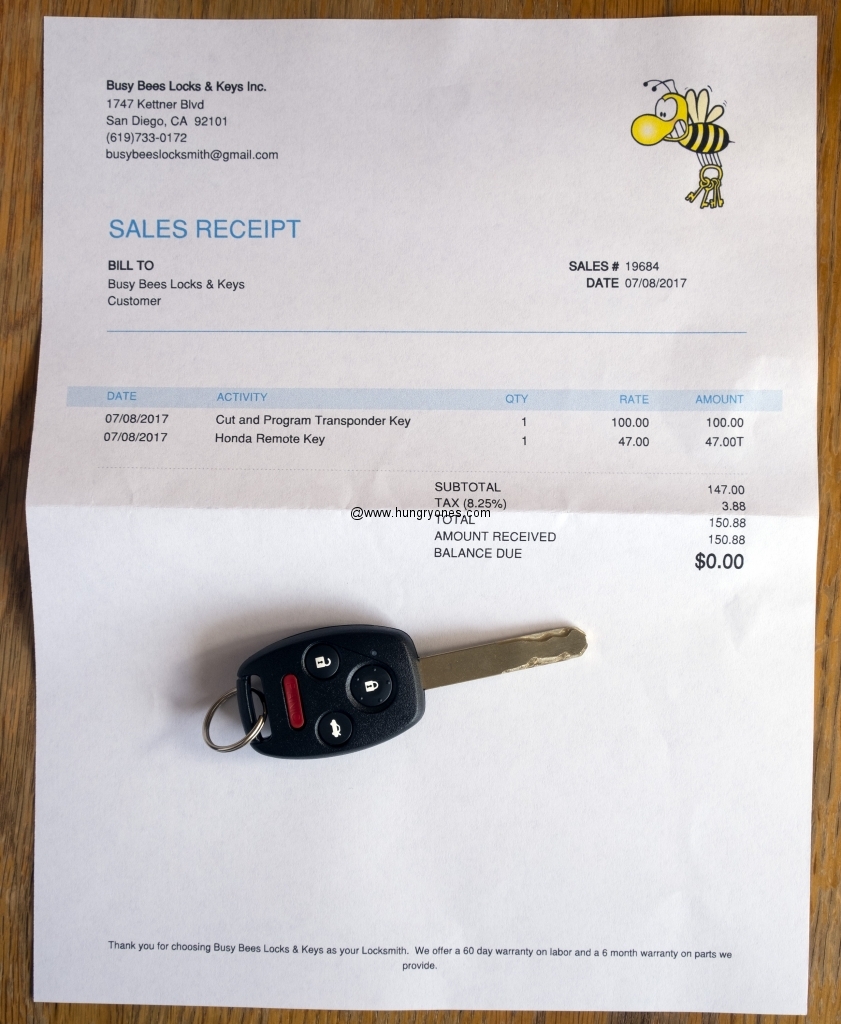 Busy Bees Locks & Keys Inc.
1747 Kettner Blvd
San Diego, CA 92101
(619)733-0172
busybeeslocksmith@gmail.com
SALES RECEIPT
BILL TO
Busy Bees Locks & Keys
Customer
SALES # 19684
DATE 07/08/2017
DATE ACTIVITY QTY RATE AMOUNT
07/08/2017 Cut and Program Transponder Key 1 100.00 100.00
07/08/2017 Honda Remote Key 1 47.00 47.00T
SUBTOTAL 147.00
TAX (8.25%) 3.88
@www.hungryones.com
TOTAL 150.88
AMOUNT RECEIVED 150.88
BALANCE DUE $0.00
Thank you for choosing Busy Bees Locks & Keys as your Locksmith. We offer a 60 day warranty on labor and a 6 month warranty on parts we
provide.